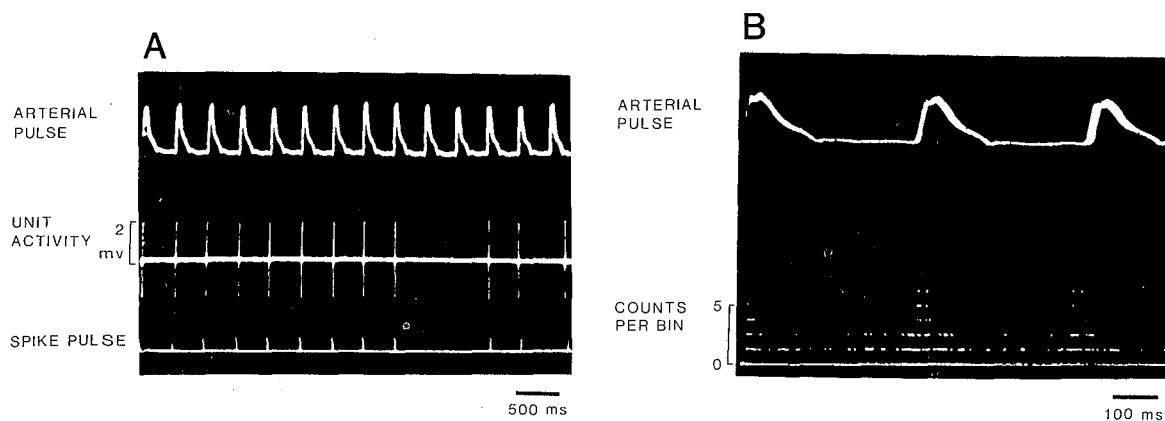 A
ARTERIAL
PULSE
UNIT
ACTIVITY
2
mv
SPIKE PULSE
500 ms
B
ARTERIAL
PULSE
COUNTS
PER BIN
5
0
100 ms